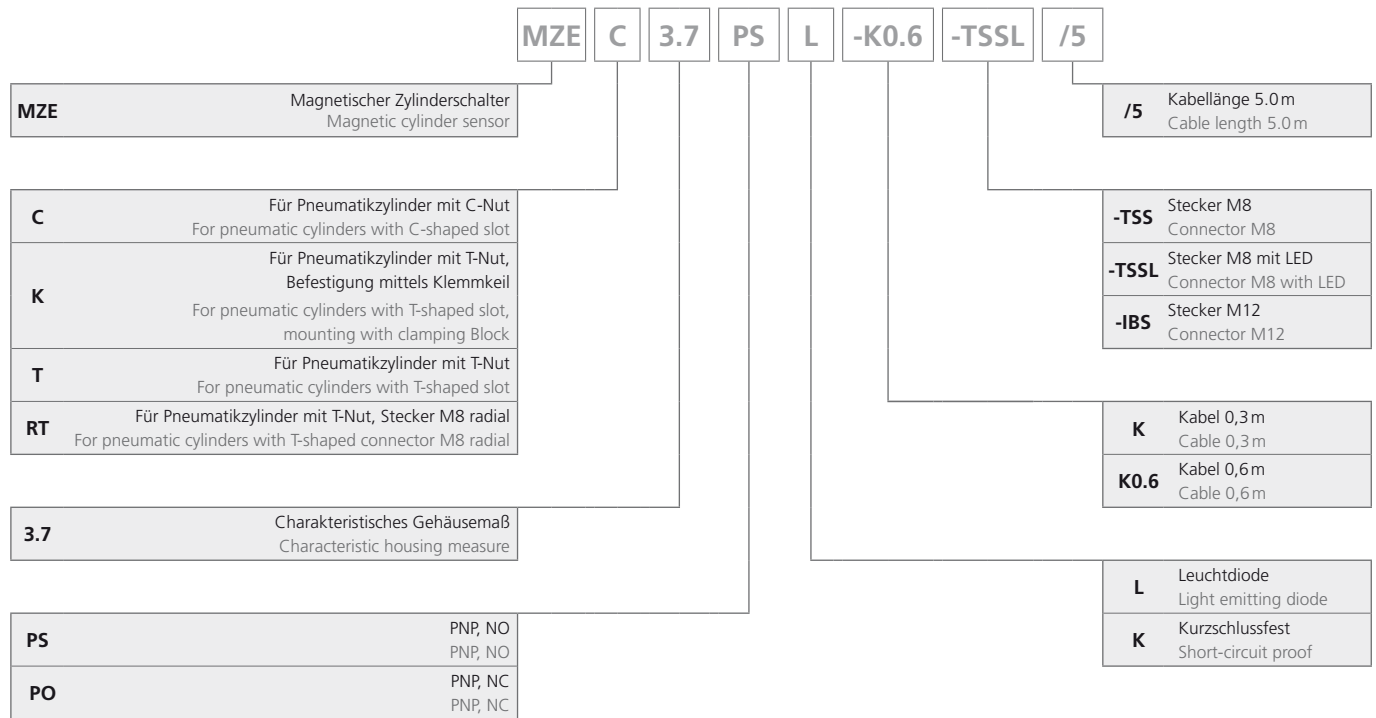 MZE C 3.7 PS L -K0.6 -TSSL /5
MZE
Magnetischer Zylinderschalter
Magnetic cylinder sensor
C
Für Pneumatikzylinder mit C-Nut
For pneumatic cylinders with C-shaped slot
K
Für Pneumatikzylinder mit T-Nut,
Befestigung mittels Klemmkeil
For pneumatic cylinders with T-shaped slot,
mounting with clamping Block
T
Für Pneumatikzylinder mit T-Nut
For pneumatic cylinders with T-shaped slot
RT
Für Pneumatikzylinder mit T-Nut, Stecker M8 radial
For pneumatic cylinders with T-shaped connector M8 radial
3.7
Charakteristisches Gehäusemaß
Characteristic housing measure
PS
PNP, NO
PNP, NO
PO
PNP, NC
PNP, NC
/5
Kabellänge 5.0 m
Cable length 5.0 m
-TSS
Stecker M8
Connector M8
-TSSL
Stecker M8 mit LED
Connector M8 with LED
-IBS
Stecker M12
Connector M12
K
Kabel 0,3 m
Cable 0,3 m
K0.6
Kabel 0,6 m
Cable 0,6 m
L
Leuchtdiode
Light emitting diode
K
Kurzschlussfest
Short-circuit proof